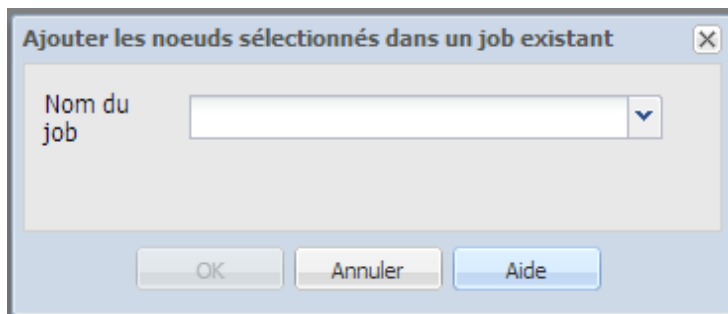 Ajouter les noeuds sélectionnés dans un job existant
Nom du
job
OK
Annuler
Aide